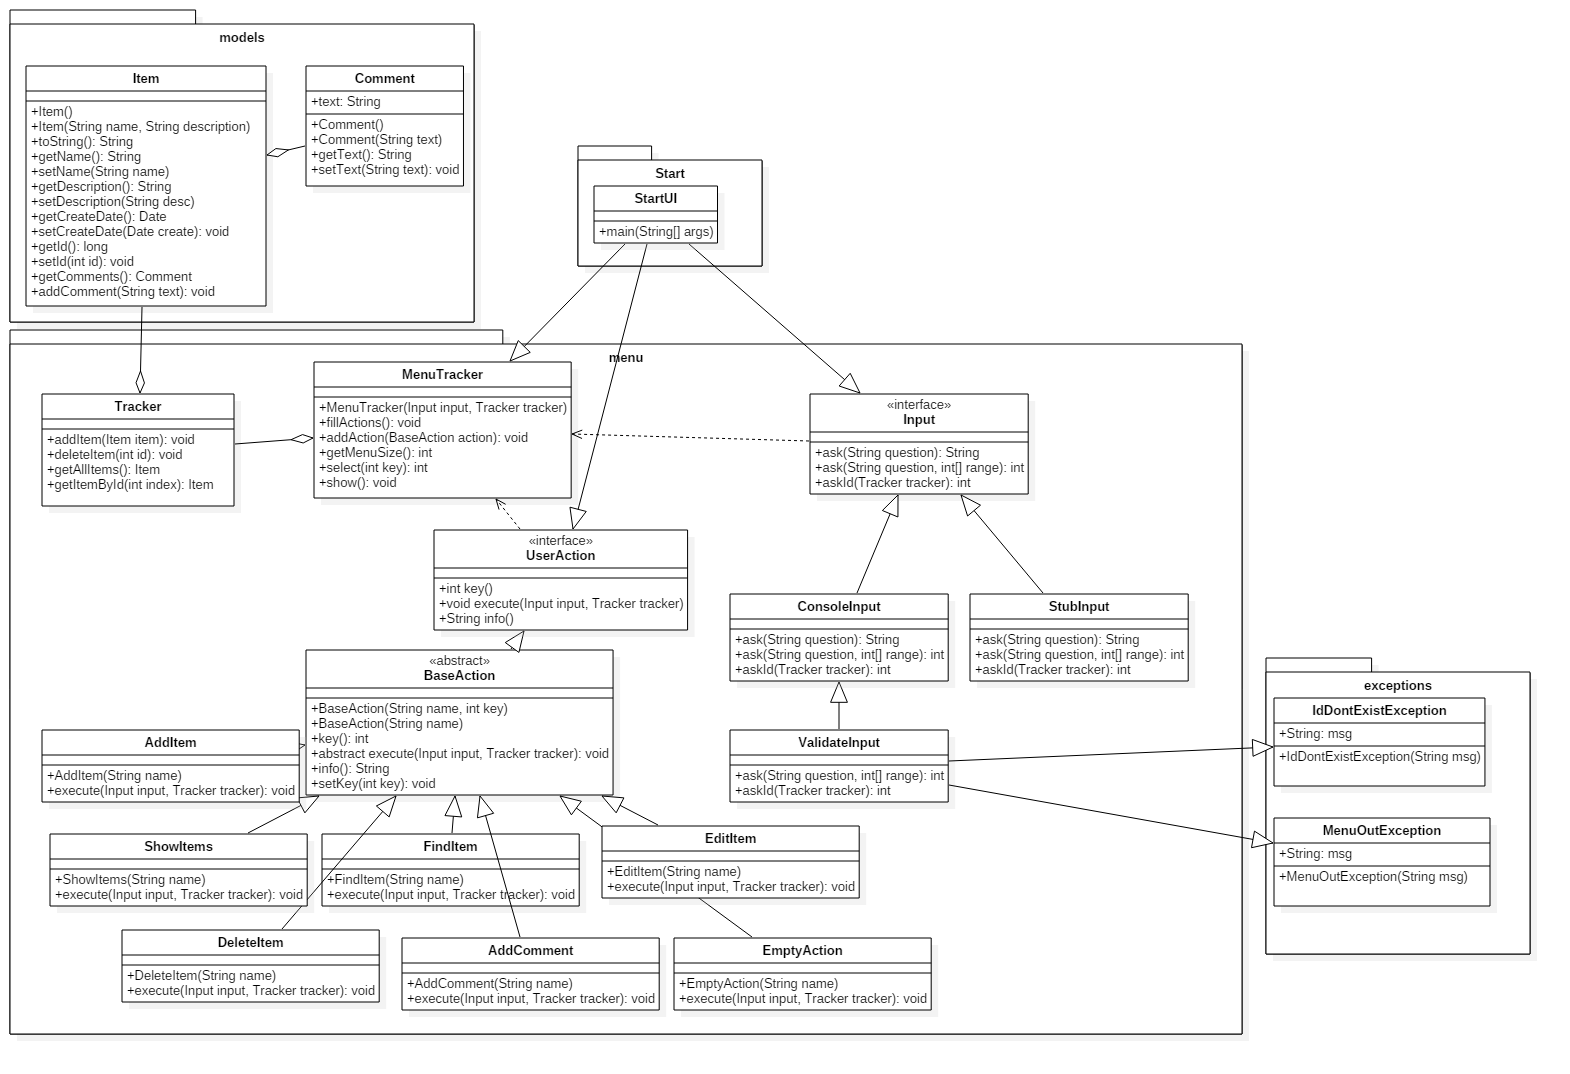 models
Item
+Item()
+Item(String name, String description)
+toString(): String
+getName(): String
+setName(String name)
+getDescription(): String
+setDescription(String desc)
+getCreateDate(): Date
+setCreateDate(Date create): void
+getId(): long
+setId(int id): void
+getComments(): Comment
+addComment(String text): void
Comment
+text: String
+Comment()
+Comment(String text)
+getText(): String
+setText(String text): void
Start
StartUI
+main(String[] args)
menu
Tracker
+addItem(Item item): void
+deleteItem(int id): void
+getAllItems(): Item
+getItemById(int index): Item
MenuTracker
+MenuTracker(Input input, Tracker tracker)
+fillActions(): void
+addAction(BaseAction action): void
+getMenuSize(): int
+select(int key): int
+show(): void
«interface»
Input
+ask(String question): String
+ask(String question, int[] range): int
+askId(Tracker tracker): int
«interface»
UserAction
+int key()
+void execute(Input input, Tracker tracker)
+String info()
ConsoleInput
+ask(String question): String
+ask(String question, int[] range): int
+askId(Tracker tracker): int
StubInput
+ask(String question): String
+ask(String question, int[] range): int
+askId(Tracker tracker): int
«abstract»
BaseAction
+BaseAction(String name, int key)
+BaseAction(String name)
+key(): int
+abstract execute(Input input, Tracker tracker): void
+info(): String
+setKey(int key): void
AddItem
+AddItem(String name)
+execute(Input input, Tracker tracker): void
ValidateInput
+ask(String question, int[] range): int
+askId(Tracker tracker): int
exceptions
IdDontExistException
+String: msg
+IdDontExistException(String msg)
MenuOutException
+String: msg
+MenuOutException(String msg)
ShowItems
+ShowItems(String name)
+execute(Input input, Tracker tracker): void
FindItem
+FindItem(String name)
+execute(Input input, Tracker tracker): void
EditItem
+EditItem(String name)
+execute(Input input, Tracker tracker): void
DeleteItem
+DeleteItem(String name)
+execute(Input input, Tracker tracker): void
AddComment
+AddComment(String name)
+execute(Input input, Tracker tracker): void
EmptyAction
+EmptyAction(String name)
+execute(Input input, Tracker tracker): void